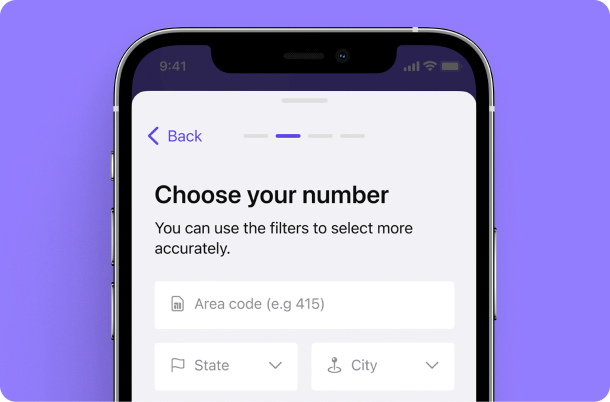 9:41
Back
Choose your number
You can use the filters to select more
accurately.
Area code (e.g 415)
State
City